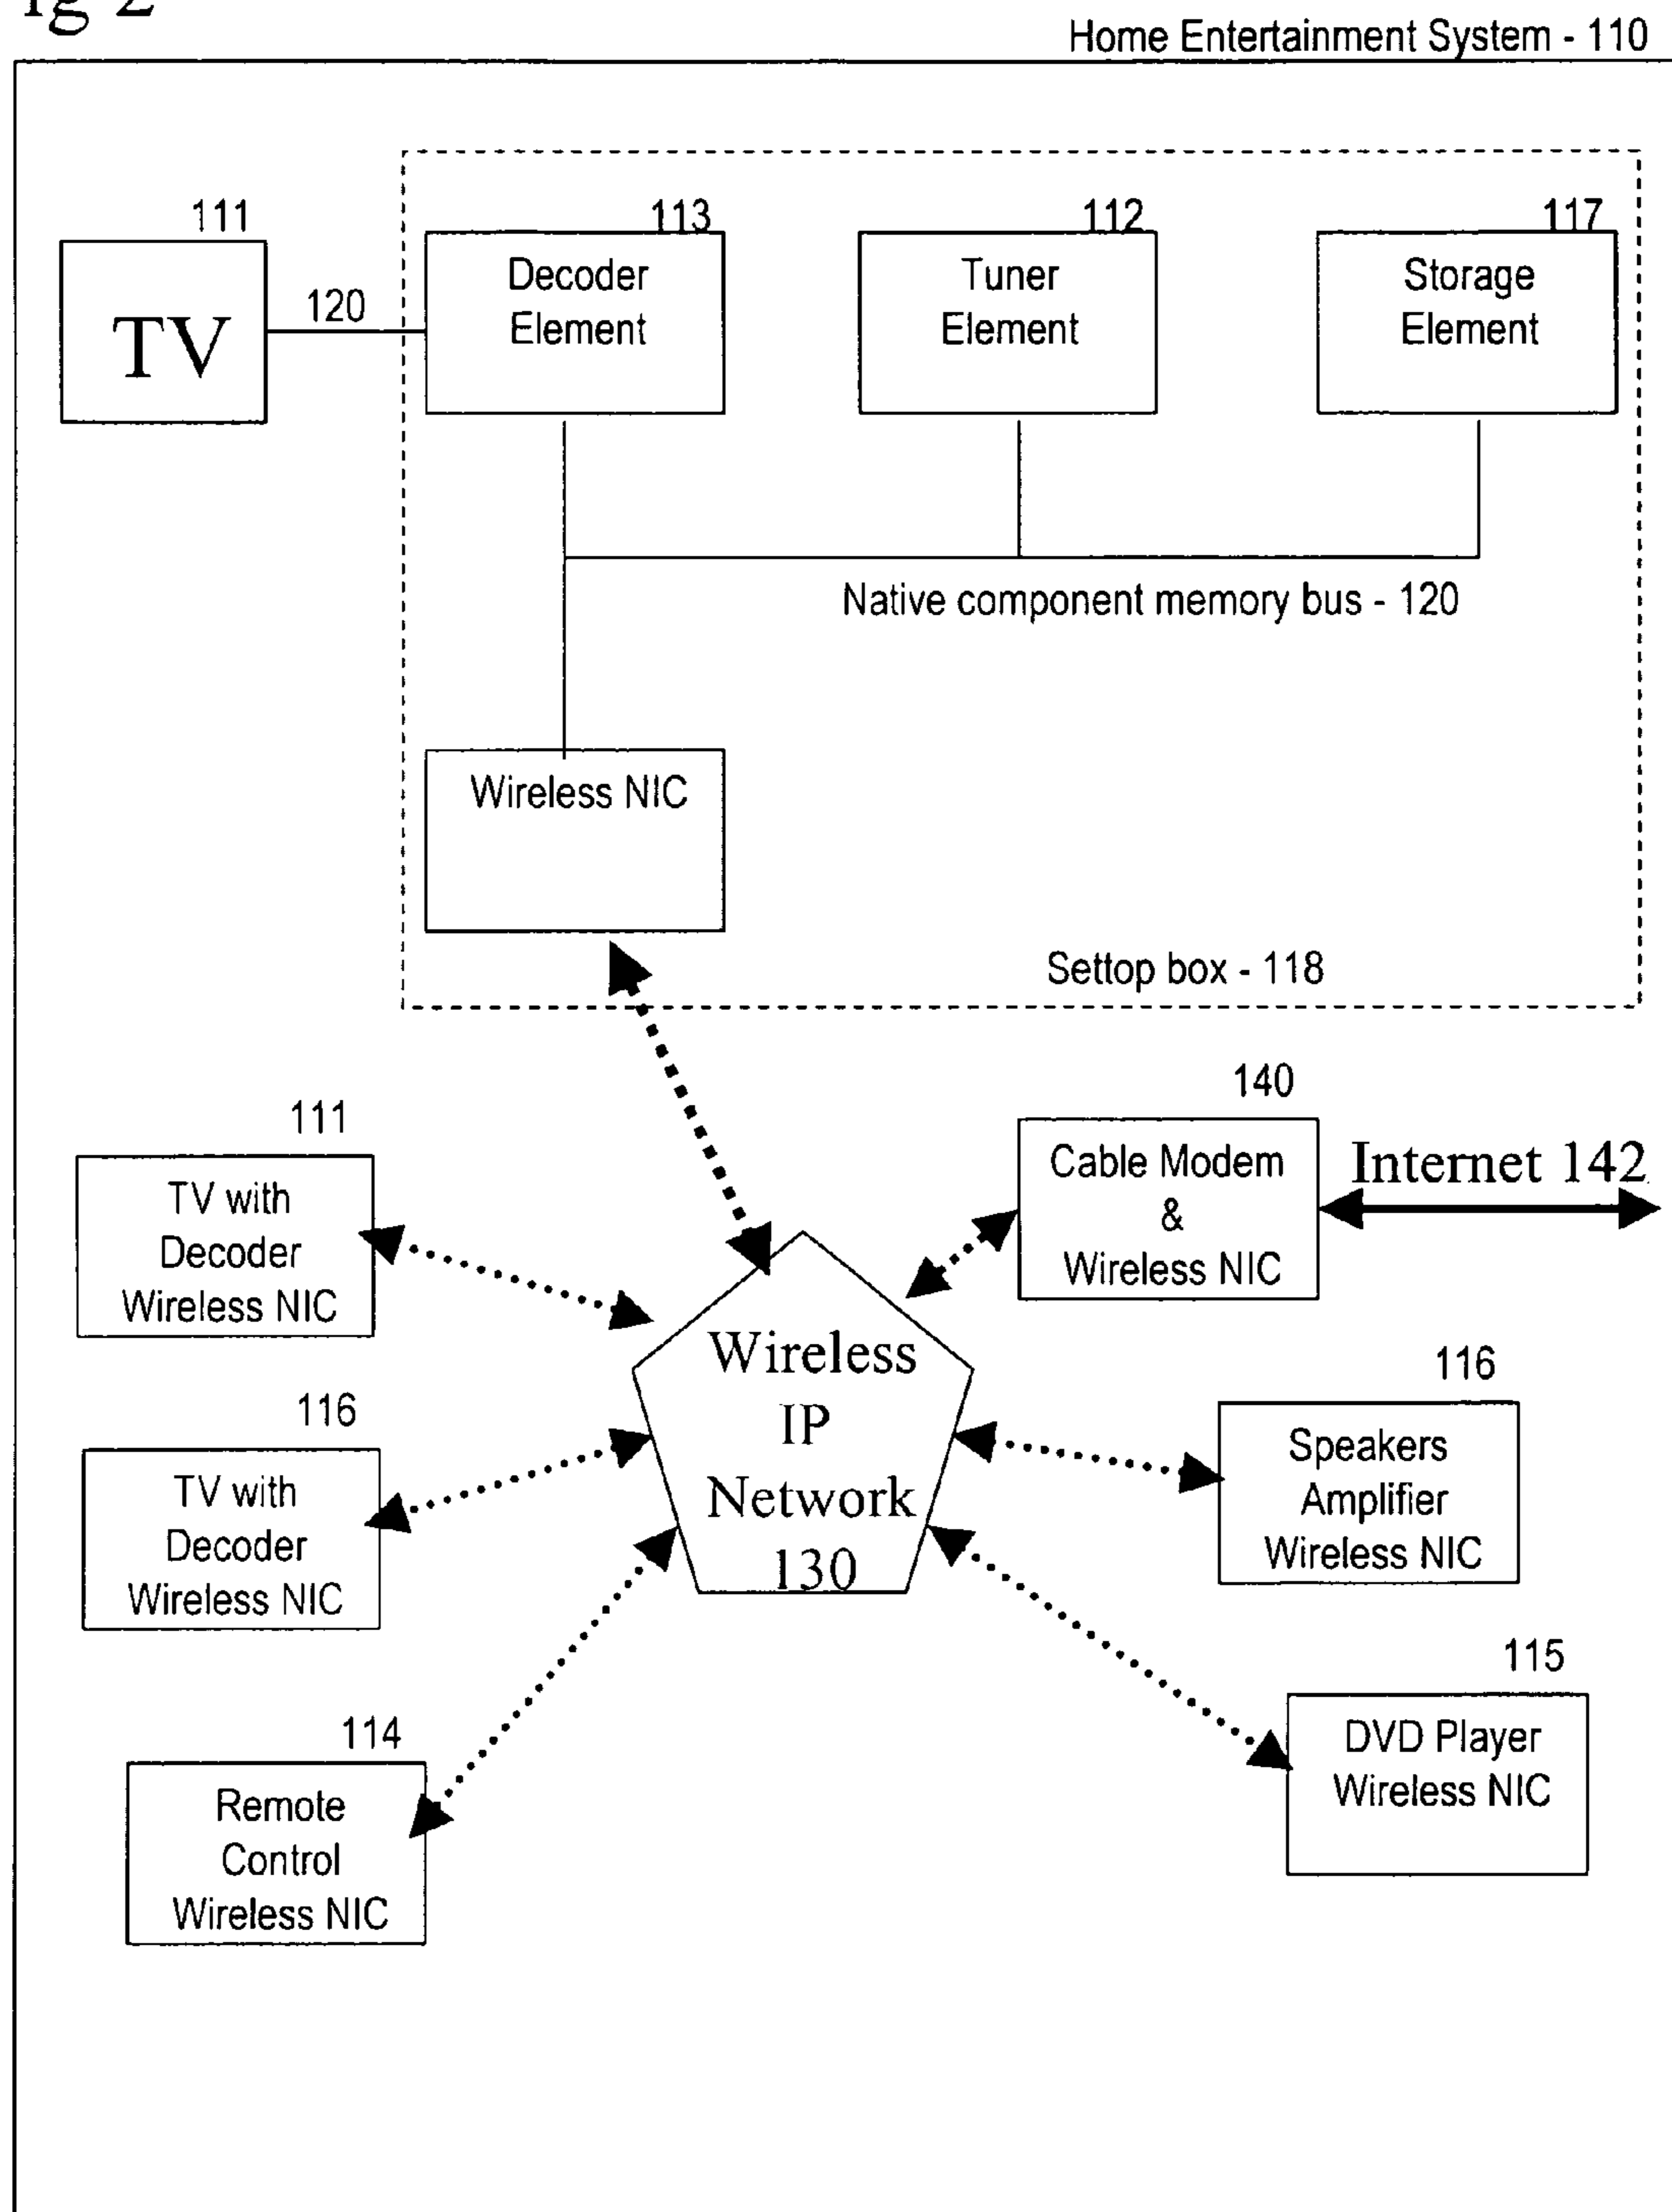 ig 2
Home Entertainment System - 110
111
113
112
117
TV
120
Decoder
Element
Tuner
Element
Storage
Element
Native component memory bus - 120
Wireless NIC
Settop box - 118
140
Cable Modem
&
Wireless NIC
Internet 142
111
TV with
Decoder
Wireless NIC
Wireless
IP
Network
130
116
TV with
Decoder
Wireless NIC
116
Speakers
Amplifier
Wireless NIC
115
DVD Player
Wireless NIC
114
Remote
Control
Wireless NIC